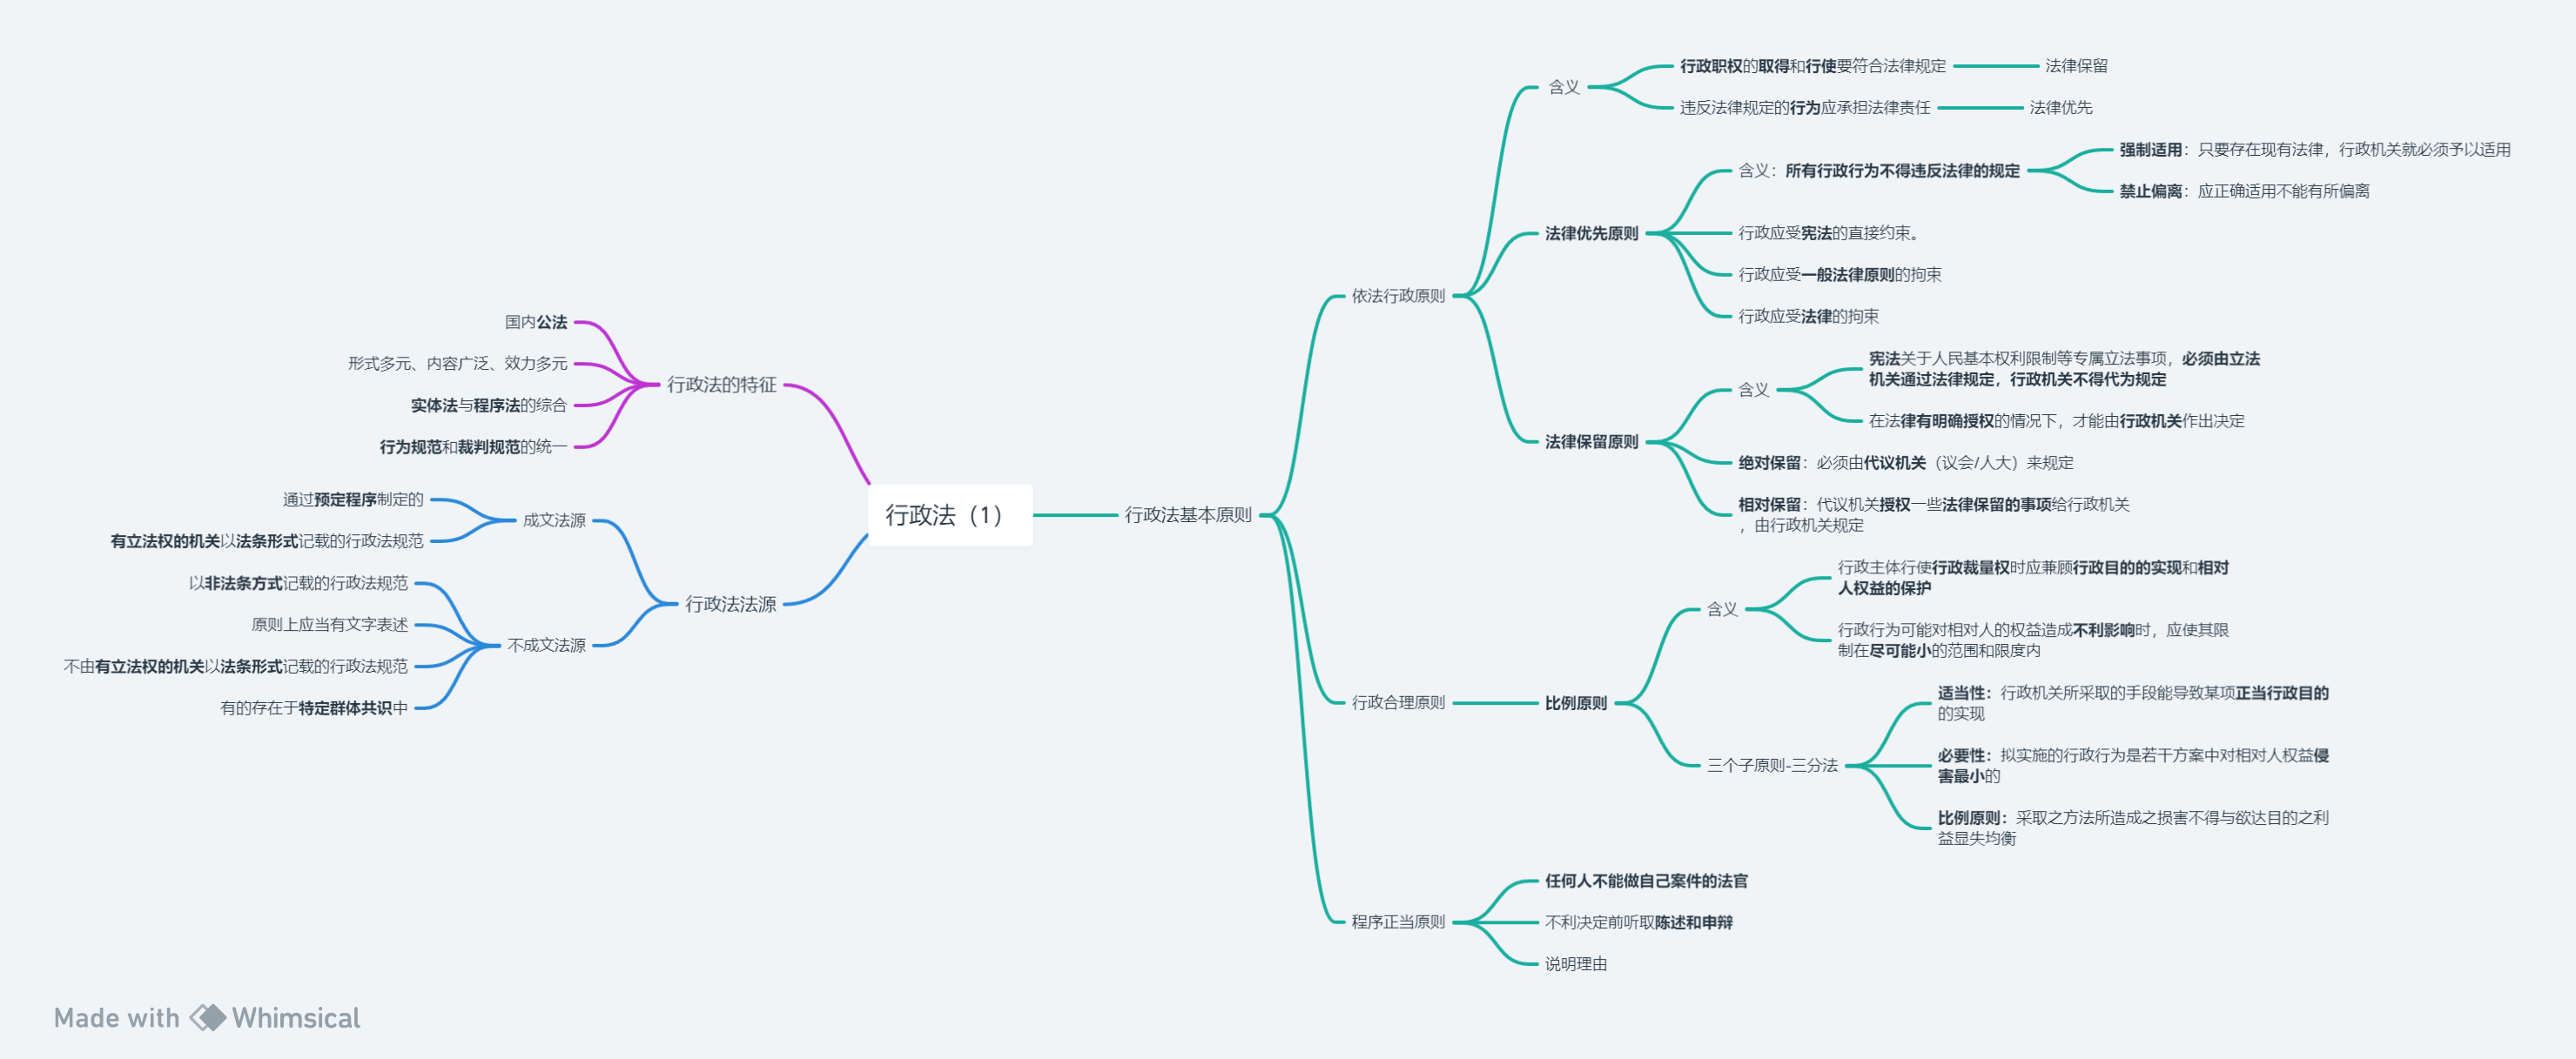 行政法（1）
行政法的特征
国内公法
形式多元、内容广泛、效力多元
实体法与程序法的综合
行为规范和裁判规范的统一
行政法法源
成文法源
通过预定程序制定的
有立法权的机关以法条形式记载的行政法规范
不成文法源
以非法条方式记载的行政法规范
原则上应当有文字表述
不由有立法权的机关以法条形式记载的行政法规范
有的存在于特定群体共识中
行政法基本原则
依法行政原则
含义
行政职权的取得和行使要符合法律规定
法律保留
违反法律规定的行为应承担法律责任
法律优先
法律优先原则
含义：所有行政行为不得违反法律的规定
强制适用：只要存在现有法律，行政机关就必须予以适用
禁止偏离：应正确适用不能有所偏离
行政应受宪法的直接约束。
行政应受一般法律原则的拘束
行政应受法律的拘束
法律保留原则
含义
宪法关于人民基本权利限制等专属立法事项，必须由立法
机关通过法律规定，行政机关不得代为规定
在法律有明确授权的情况下，才能由行政机关作出决定
绝对保留：必须由代议机关（议会/人大）来规定
相对保留：代议机关授权一些法律保留的事项给行政机关
，由行政机关规定
行政合理原则
比例原则
含义
行政主体行使行政裁量权时应兼顾行政目的的实现和相对
人权益的保护
行政行为可能对相对人的权益造成不利影响时，应使其限
制在尽可能小的范围和限度内
三个子原则-三分法
适当性：行政机关所采取的手段能导致某项正当行政目的
的实现
必要性：拟实施的行政行为是若干方案中对相对人权益侵
害最小的
比例原则：采取之方法所造成之损害不得与欲达目的之利
益显失均衡
程序正当原则
任何人不能做自己案件的法官
不利决定前听取陈述和申辩
说明理由
Made with Whimsical